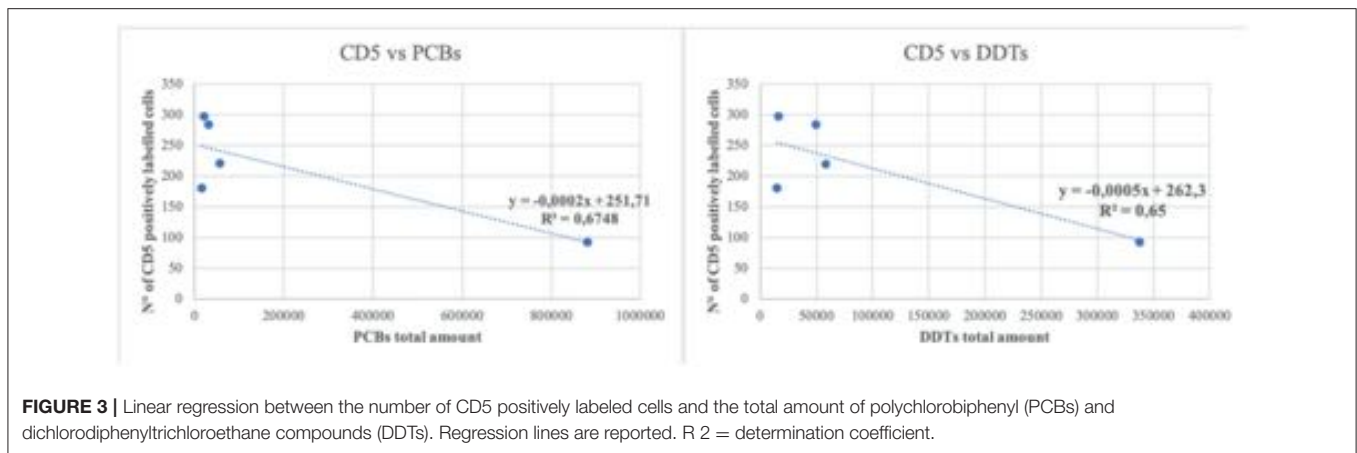 CD5 vs PCBs
N° of CD5 positively labelled cells
350
300
250
200
150
100
50
0
y = -0,0002x + 251,71
R² = 0,6748
0 200000 400000 600000 800000 1000000
PCBs total amount
CD5 vs DDTs
N° of CD5 positively labelled cells
350
300
250
200
150
100
50
0
y = -0,0005x + 262,3
R² = 0,65
0 50000 100000 150000 200000 250000 300000 350000 400000
DDTs total amount
FIGURE 3 | Linear regression between the number of CD5 positively labeled cells and the total amount of polychlorobiphenyl (PCBs) and
dichlorodiphenyltrichloroethane compounds (DDTs). Regression lines are reported. R 2 = determination coefficient.